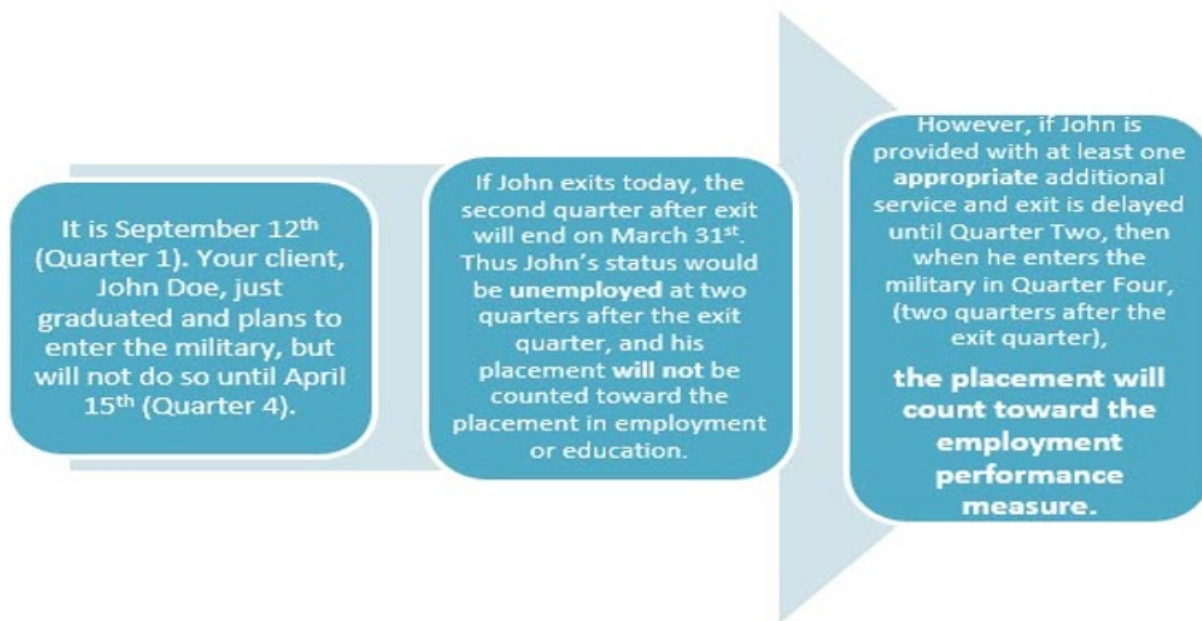 It is September 12th
(Quarter 1). Your client,
John Doe, just
graduated and plans to
enter the military, but
will not do so until April
15th (Quarter 4).
If John exits today, the
second quarter after exit
will end on March 31st.
Thus John's status would
be unemployed at two
quarters after the exit
quarter, and his
placement will not be
counted toward the
placement in employment
or education.
However, if John is
provided with at least one
appropriate additional
service and exit is delayed
until Quarter Two, then
when he enters the
military in Quarter Four,
(two quarters after the
exit quarter),
the placement will
count toward the
employment
performance
measure.